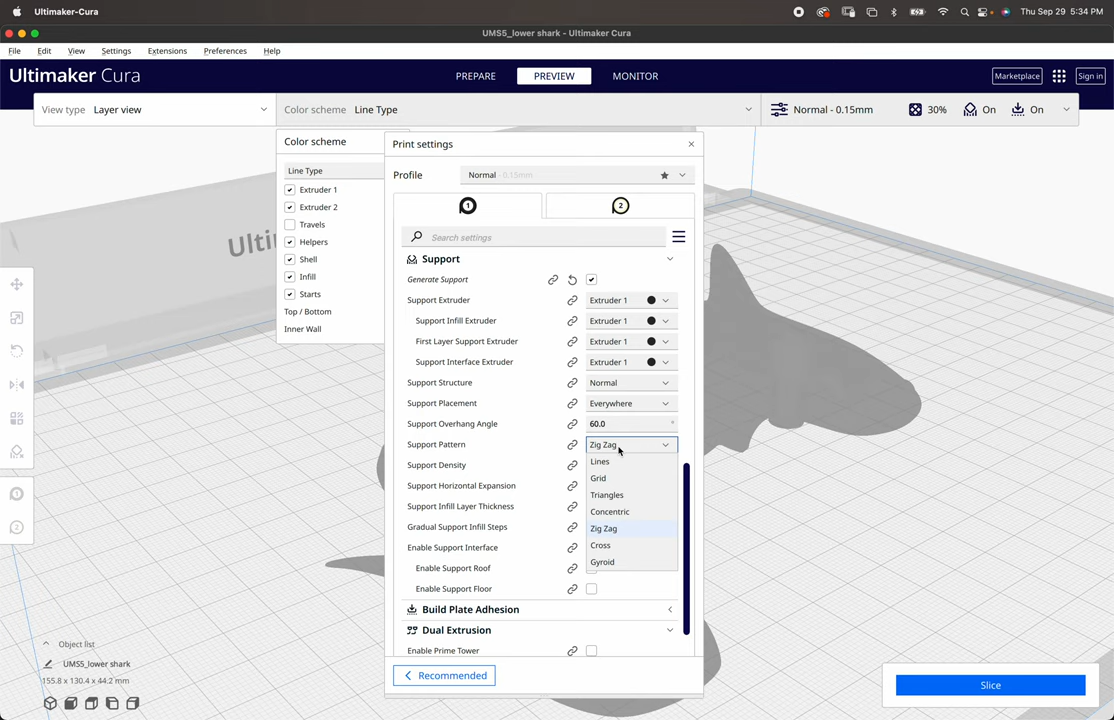 Ultimaker-Cura
Thu Sep 29 5:34 PM
UMS5_lower shark - Ultimaker Cura
File Edit View Settings Extensions Preferences Help
Ultimaker Cura
PREPARE PREVIEW MONITOR
Marketplace Sign in
View type Layer view
Color scheme Line Type
Normal - 0.15mm 30% On On
Color scheme
Line Type
Extruder 1
Extruder 2
Travels
Helpers
Shell
Infill
Starts
Top / Bottom
Inner Wall
Ulti
Print settings
Profile Normal - 0.15mm
1 2
Search settings
Support
Generate Support
Support Extruder Extruder 1
Support Infill Extruder Extruder 1
First Layer Support Extruder Extruder 1
Support Interface Extruder Extruder 1
Support Structure Normal
Support Placement Everywhere
Support Overhang Angle 60.0 °
Support Pattern Zig Zag
Lines
Grid
Triangles
Concentric
Zig Zag
Cross
Gyroid
Support Density
Support Horizontal Expansion
Support Infill Layer Thickness
Gradual Support Infill Steps
Enable Support Interface
Enable Support Roof
Enable Support Floor
Build Plate Adhesion
Dual Extrusion
Enable Prime Tower
Recommended
1
2
Object list
UMS5_lower shark
155.8 x 130.4 x 44.2 mm
Slice